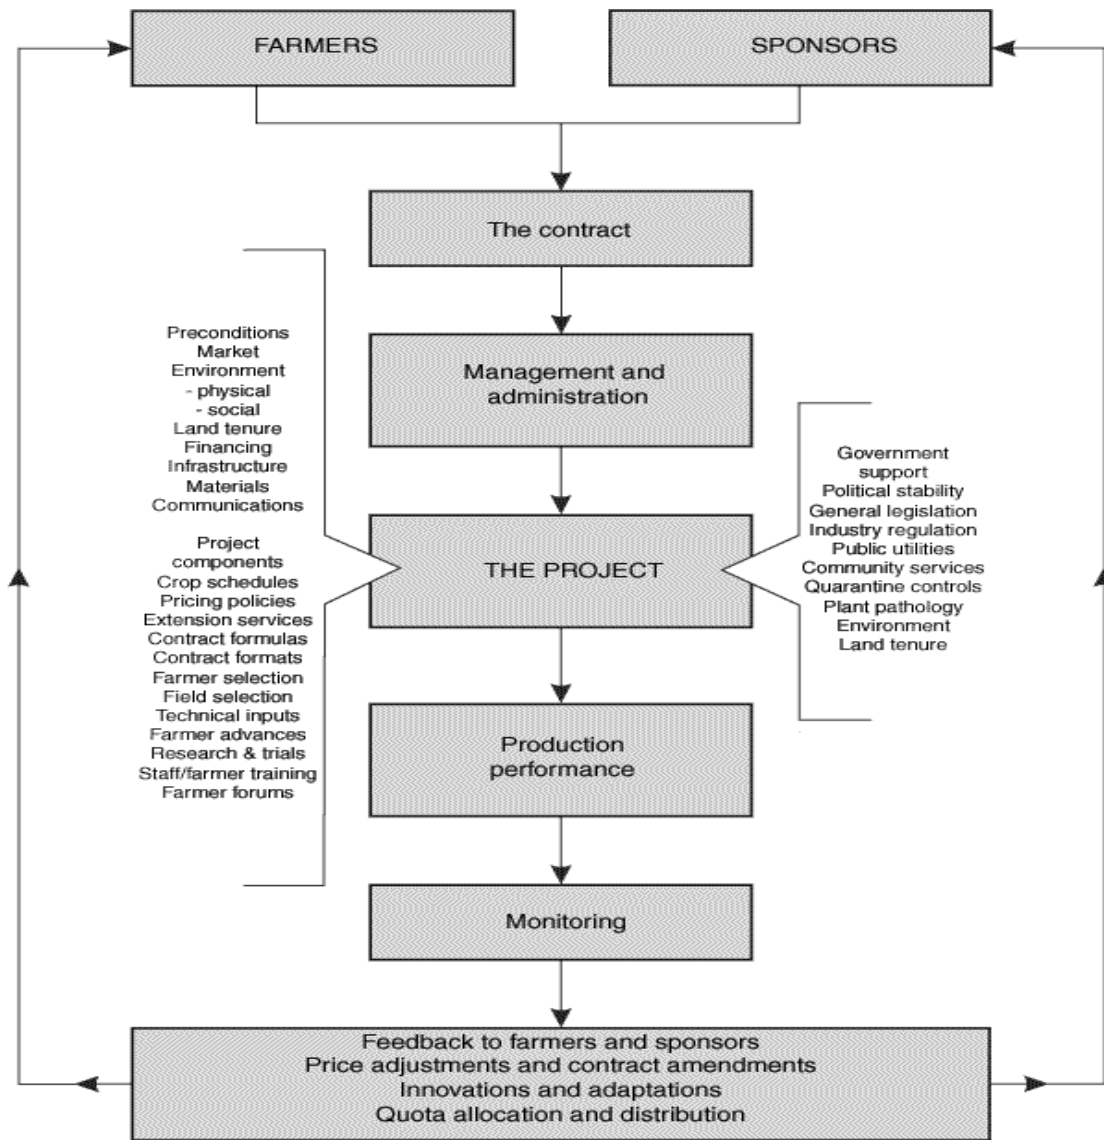 FARMERS
SPONSORS
The contract
Management and
administration
Preconditions
Market
Environment
- physical
- social
Land tenure
Financing
Infrastructure
Materials
Communications
Project
components
Crop schedules
Pricing policies
Extension services
Contract formulas
Contract formats
Farmer selection
Field selection
Technical inputs
Farmer advances
Research & trials
Staff/farmer training
Farmer forums
THE PROJECT
Government
support
Political stability
General legislation
Industry regulation
Public utilities
Community services
Quarantine controls
Plant pathology
Environment
Land tenure
Production
performance
Monitoring
Feedback to farmers and sponsors
Price adjustments and contract amendments
Innovations and adaptations
Quota allocation and distribution